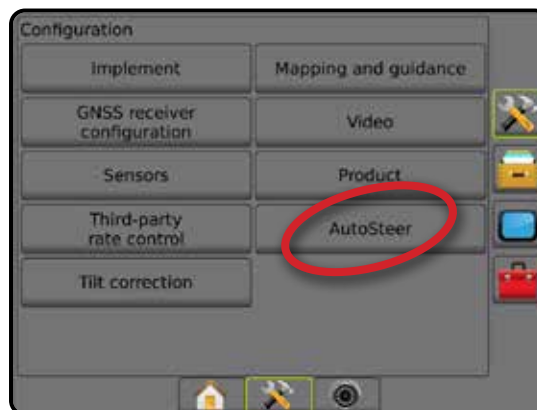 Configuration
Implement
Mapping and guidance
GNSS receiver
configuration
Video
Sensors
Product
Third-party
rate control
AutoSteer
Tilt correction